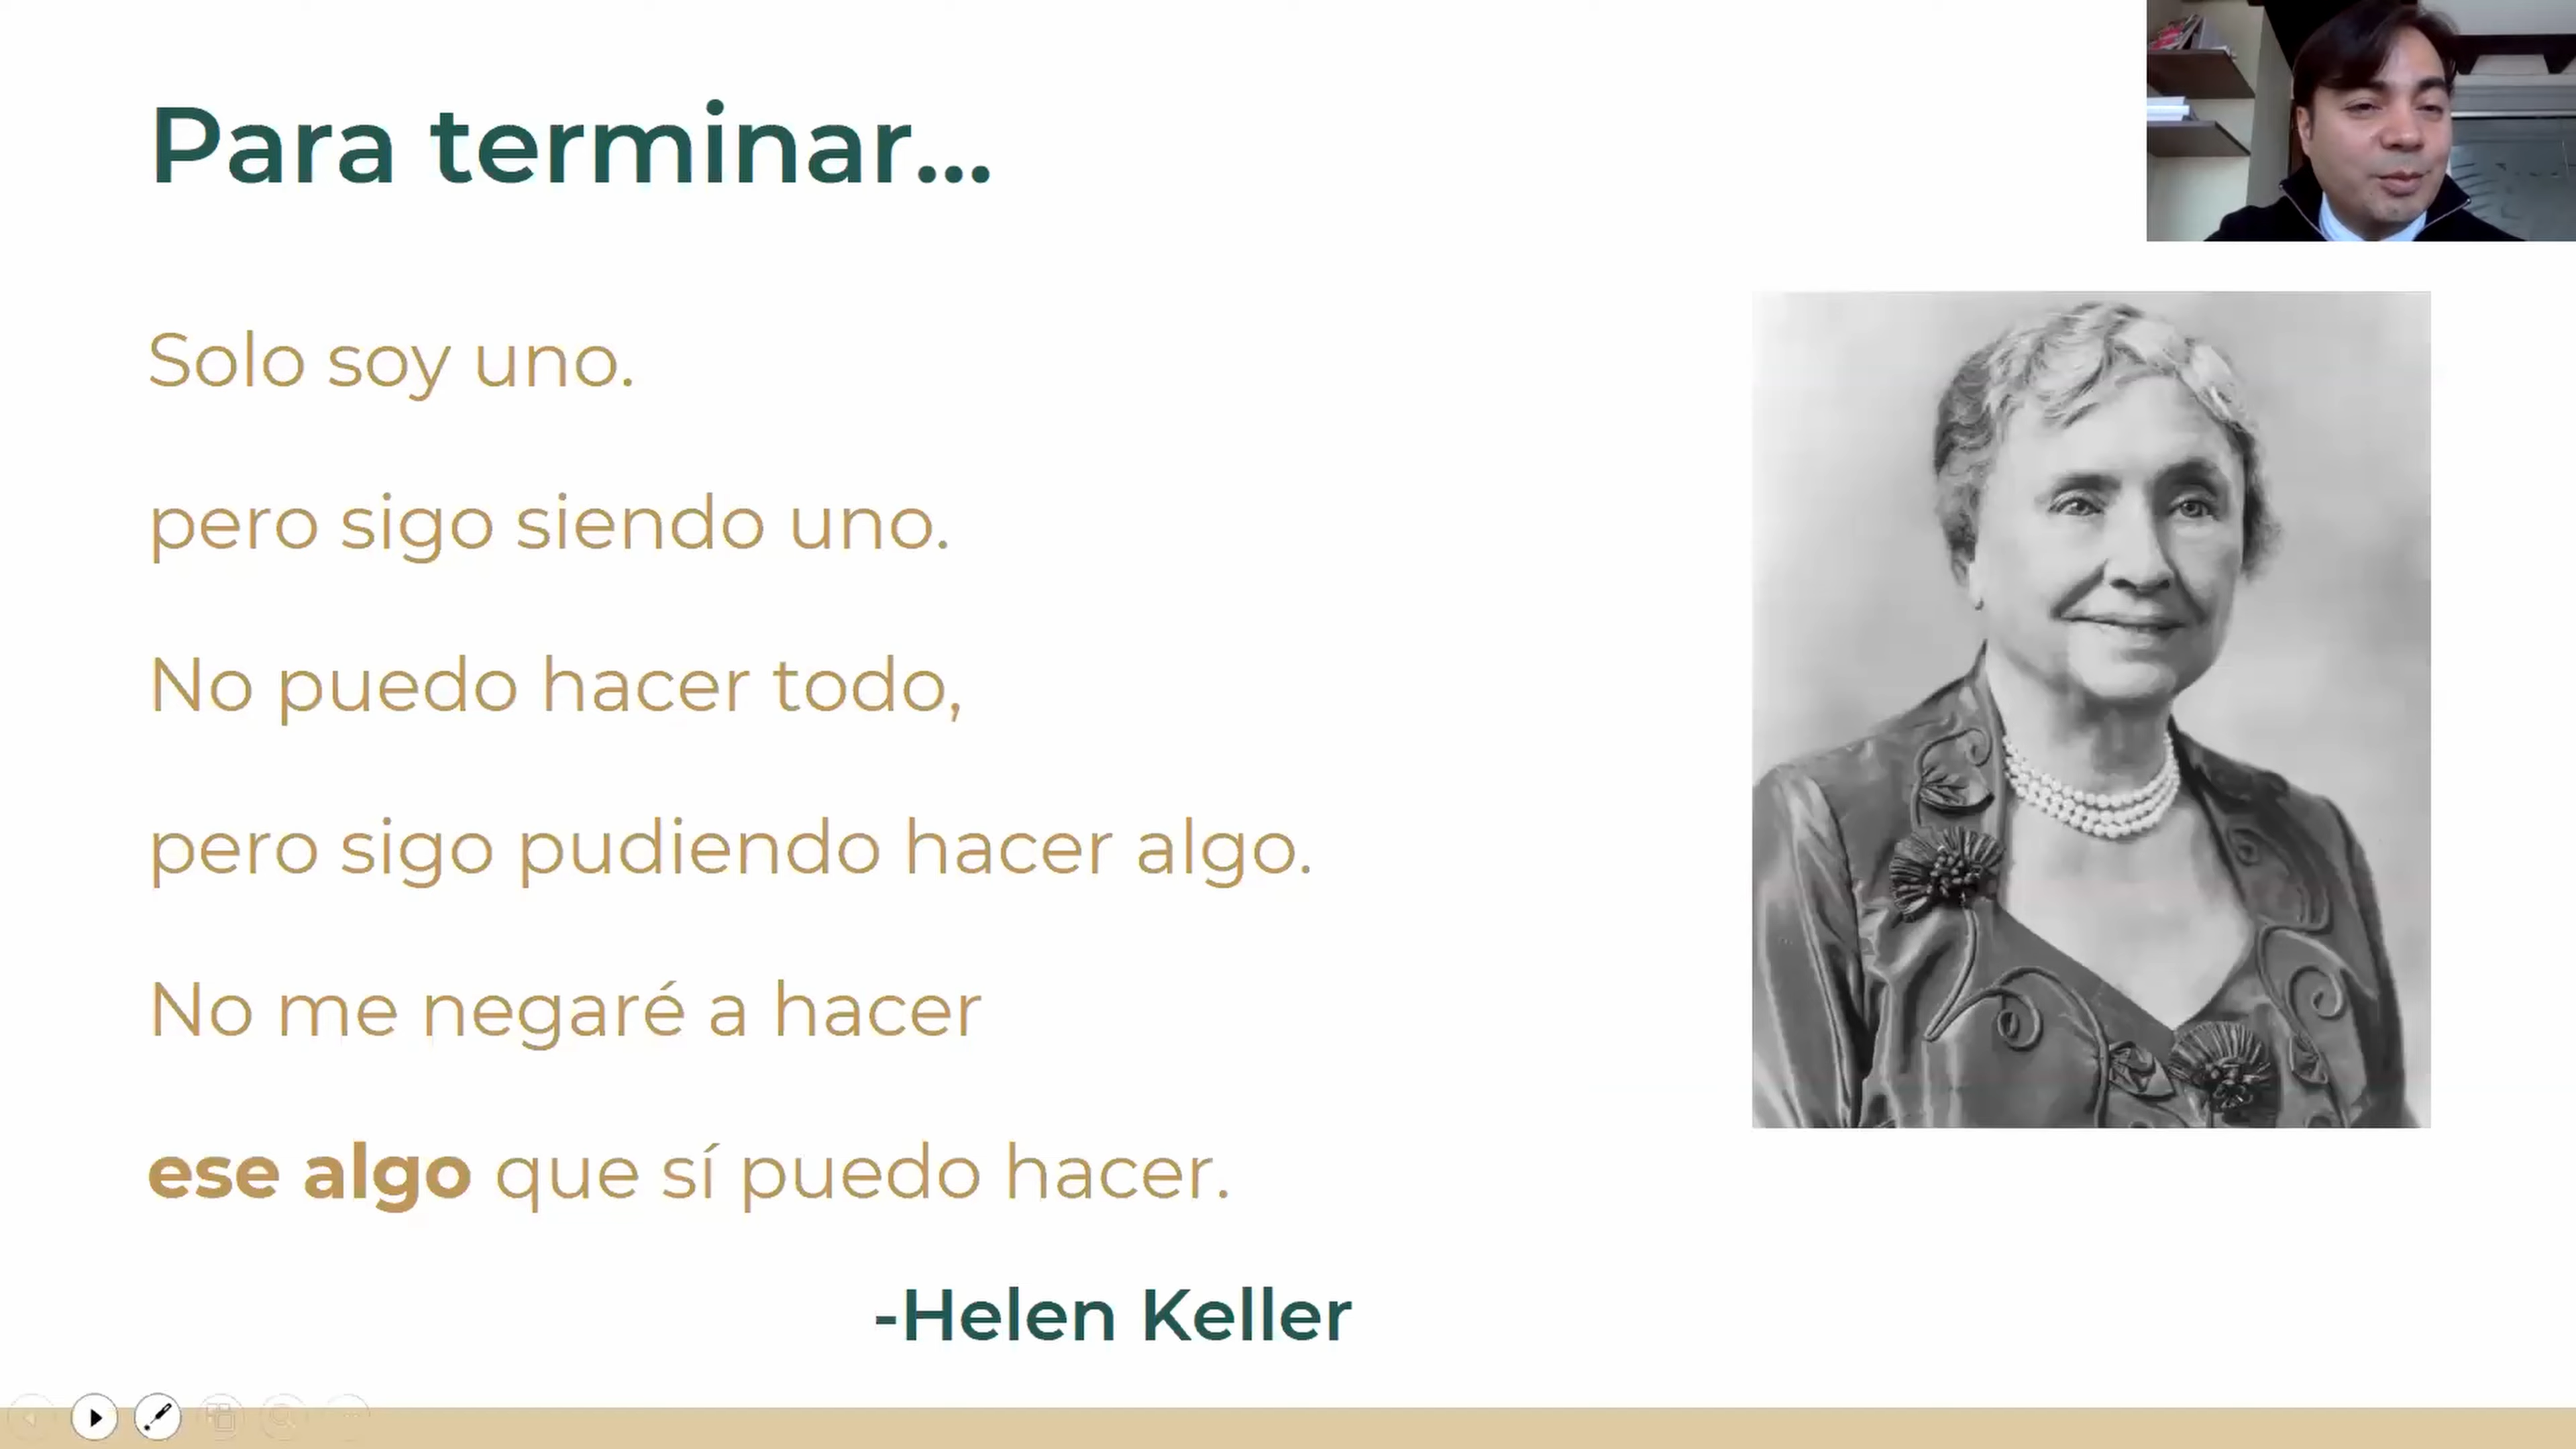 Para terminar...
Solo soy uno.
pero sigo siendo uno.
No puedo hacer todo,
pero sigo pudiendo hacer algo.
No me negaré a hacer
ese algo que sí puedo hacer.
-Helen Keller